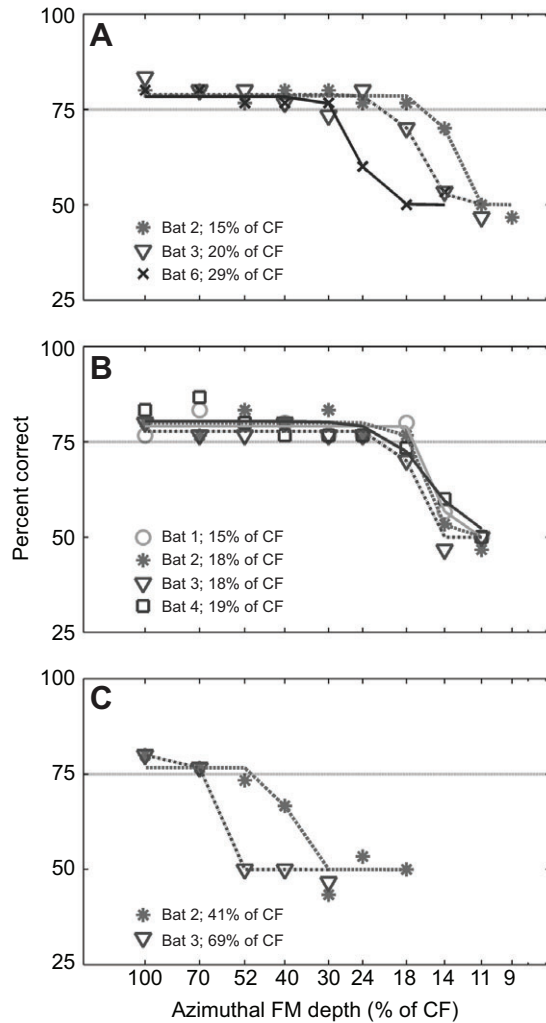 100
A
75
50
Bat 2; 15% of CF
Bat 3; 20% of CF
Bat 6; 29% of CF
25
100
B
75
Percent correct
50
Bat 1; 15% of CF
Bat 2; 18% of CF
Bat 3; 18% of CF
Bat 4; 19% of CF
25
100
C
75
50
Bat 2; 41% of CF
Bat 3; 69% of CF
25
100 70 52 40 30 24 18 14 11 9
Azimuthal FM depth (% of CF)